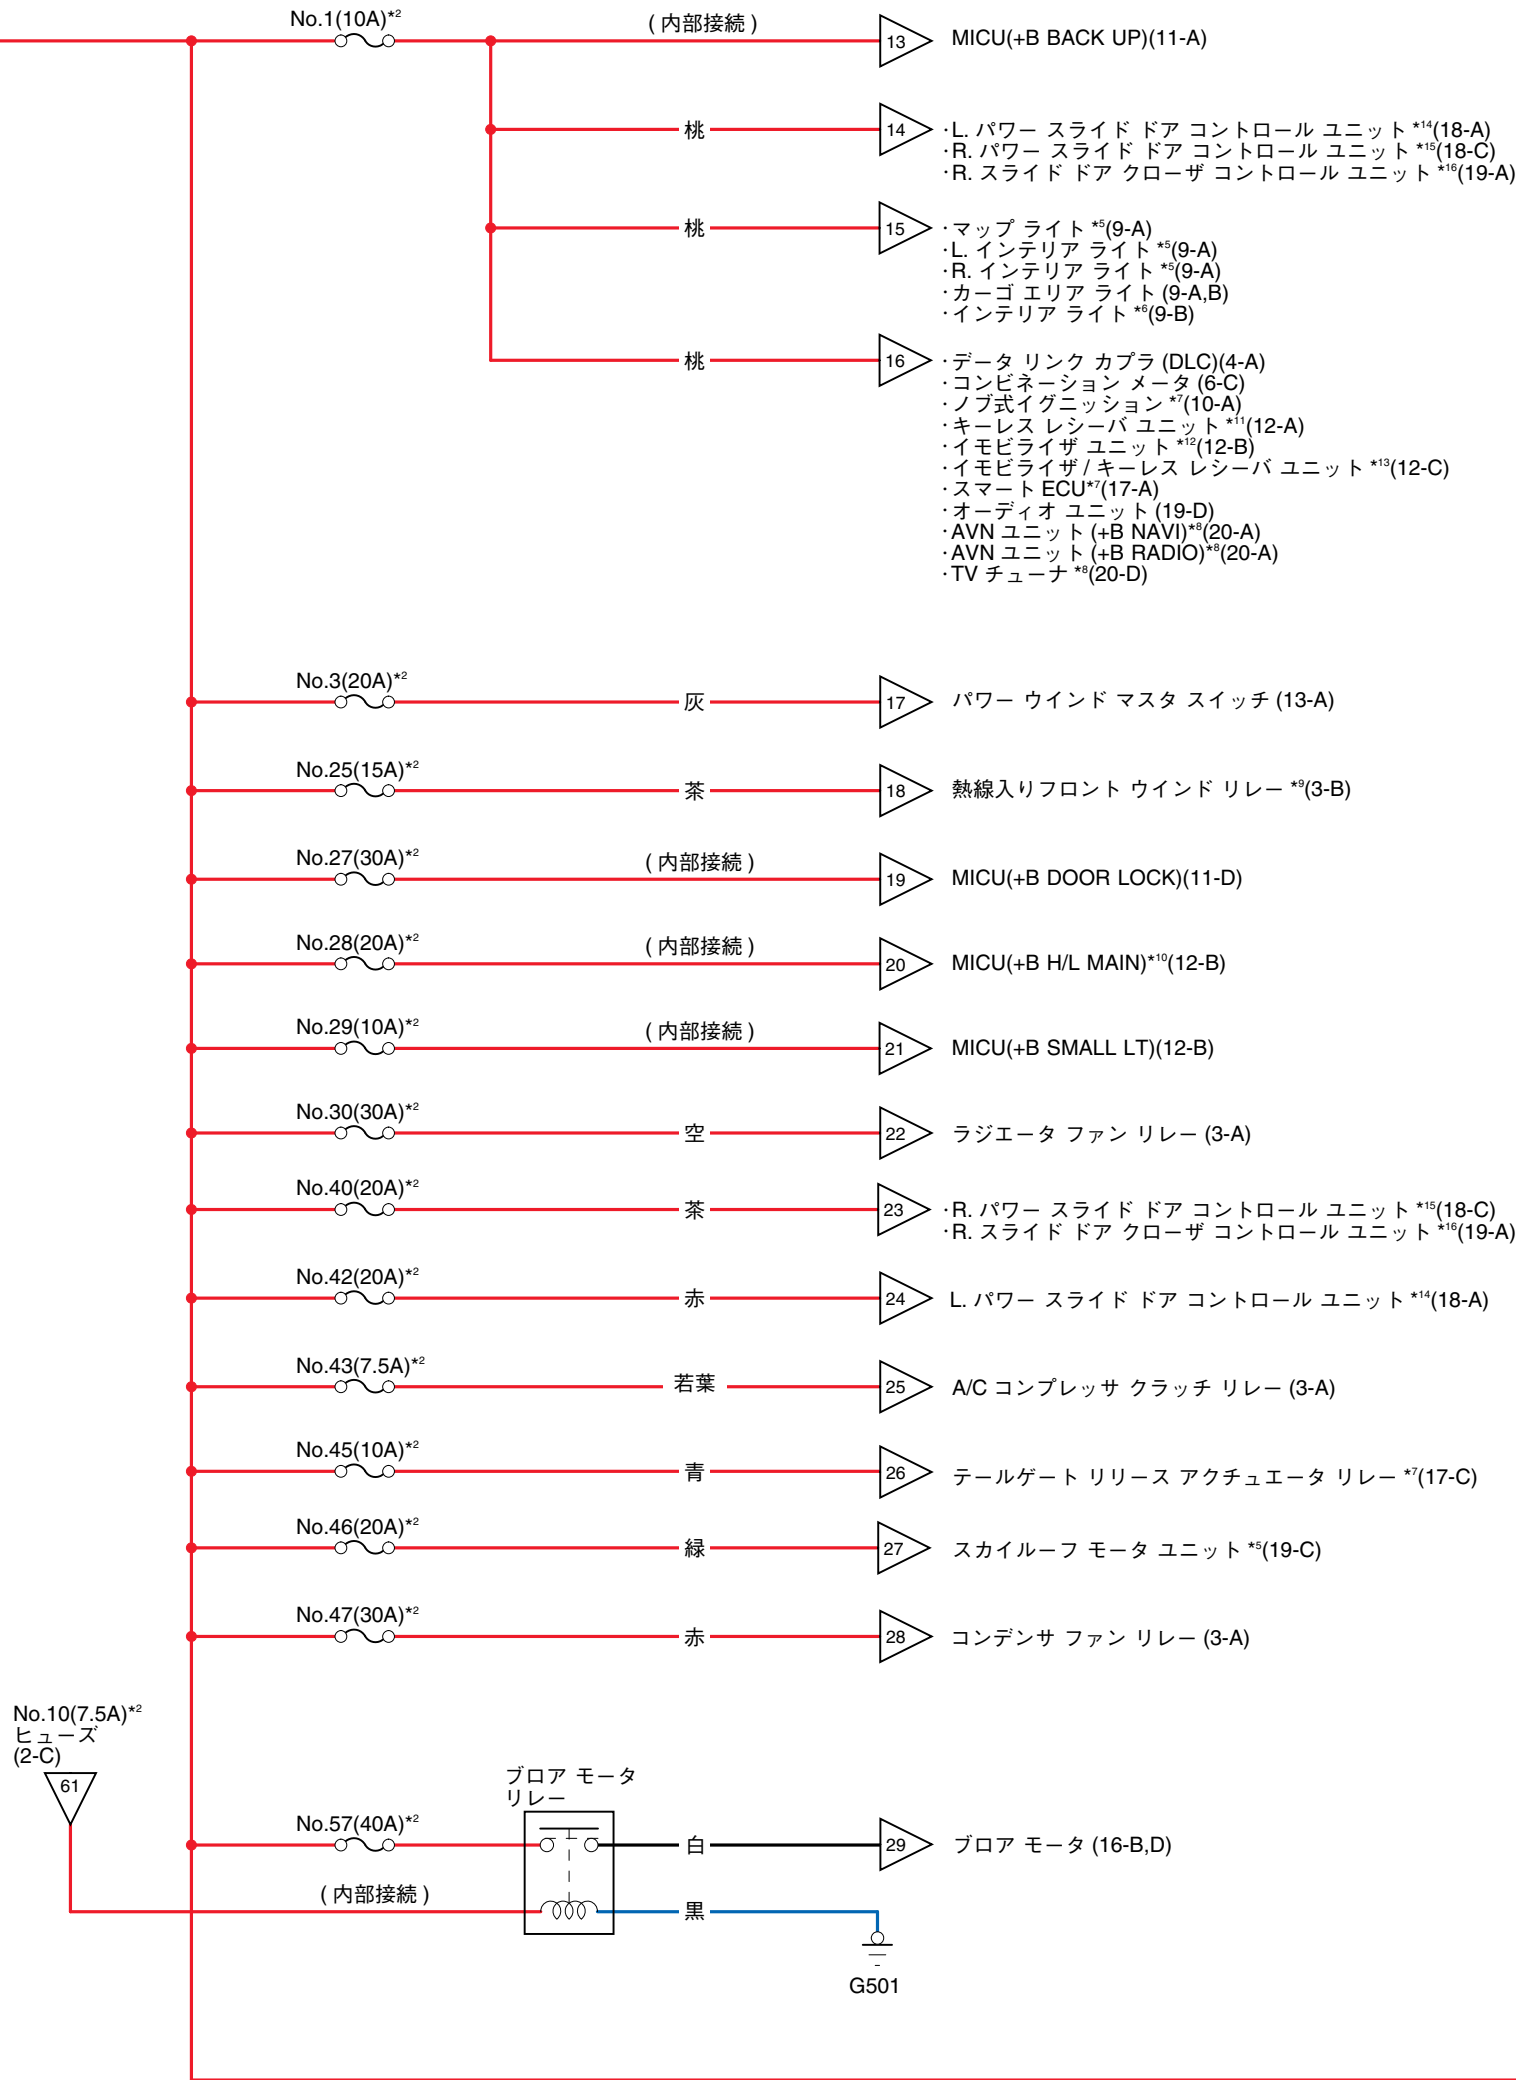 No.1(10A)*2
( 内部接続 )
13
MICU(+B BACK UP)(11-A)
桃
14
·L. パワー スライド ドア コントロール ユニット *14(18-A)
·R. パワー スライド ドア コントロール ユニット *15(18-C)
·R. スライド ドア クローザ コントロール ユニット *16(19-A)
桃
15
·マップ ライト *5(9-A)
·L. インテリア ライト *5(9-A)
·R. インテリア ライト *5(9-A)
·カーゴ エリア ライト (9-A,B)
·インテリア ライト *6(9-B)
桃
16
·データ リンク カプラ (DLC)(4-A)
·コンビネーション メータ (6-C)
·ノブ式イグニッション *7(10-A)
·キーレス レシーバ ユニット *11(12-A)
·イモビライザ ユニット *12(12-B)
·イモビライザ / キーレス レシーバ ユニット *13(12-C)
·スマート ECU*7(17-A)
·オーディオ ユニット (19-D)
·AVN ユニット (+B NAVI)*8(20-A)
·AVN ユニット (+B RADIO)*8(20-A)
·TV チューナ *8(20-D)
No.3(20A)*2
灰
17
パワー ウインド マスタ スイッチ (13-A)
No.25(15A)*2
茶
18
熱線入りフロント ウインド リレー *9(3-B)
No.27(30A)*2
( 内部接続 )
19
MICU(+B DOOR LOCK)(11-D)
No.28(20A)*2
( 内部接続 )
20
MICU(+B H/L MAIN)*10(12-B)
No.29(10A)*2
( 内部接続 )
21
MICU(+B SMALL LT)(12-B)
No.30(30A)*2
空
22
ラジエータ ファン リレー (3-A)
No.40(20A)*2
茶
23
·R. パワー スライド ドア コントロール ユニット *15(18-C)
·R. スライド ドア クローザ コントロール ユニット *16(19-A)
No.42(20A)*2
赤
24
L. パワー スライド ドア コントロール ユニット *14(18-A)
No.43(7.5A)*2
若葉
25
A/C コンプレッサ クラッチ リレー (3-A)
No.45(10A)*2
青
26
テールゲート リリース アクチュエータ リレー *7(17-C)
No.46(20A)*2
緑
27
スカイルーフ モータ ユニット *5(19-C)
No.47(30A)*2
赤
28
コンデンサ ファン リレー (3-A)
No.10(7.5A)*2
ヒューズ
(2-C)
61
ブロア モータ
リレー
No.57(40A)*2
白
29
ブロア モータ (16-B,D)
( 内部接続 )
黒
G501